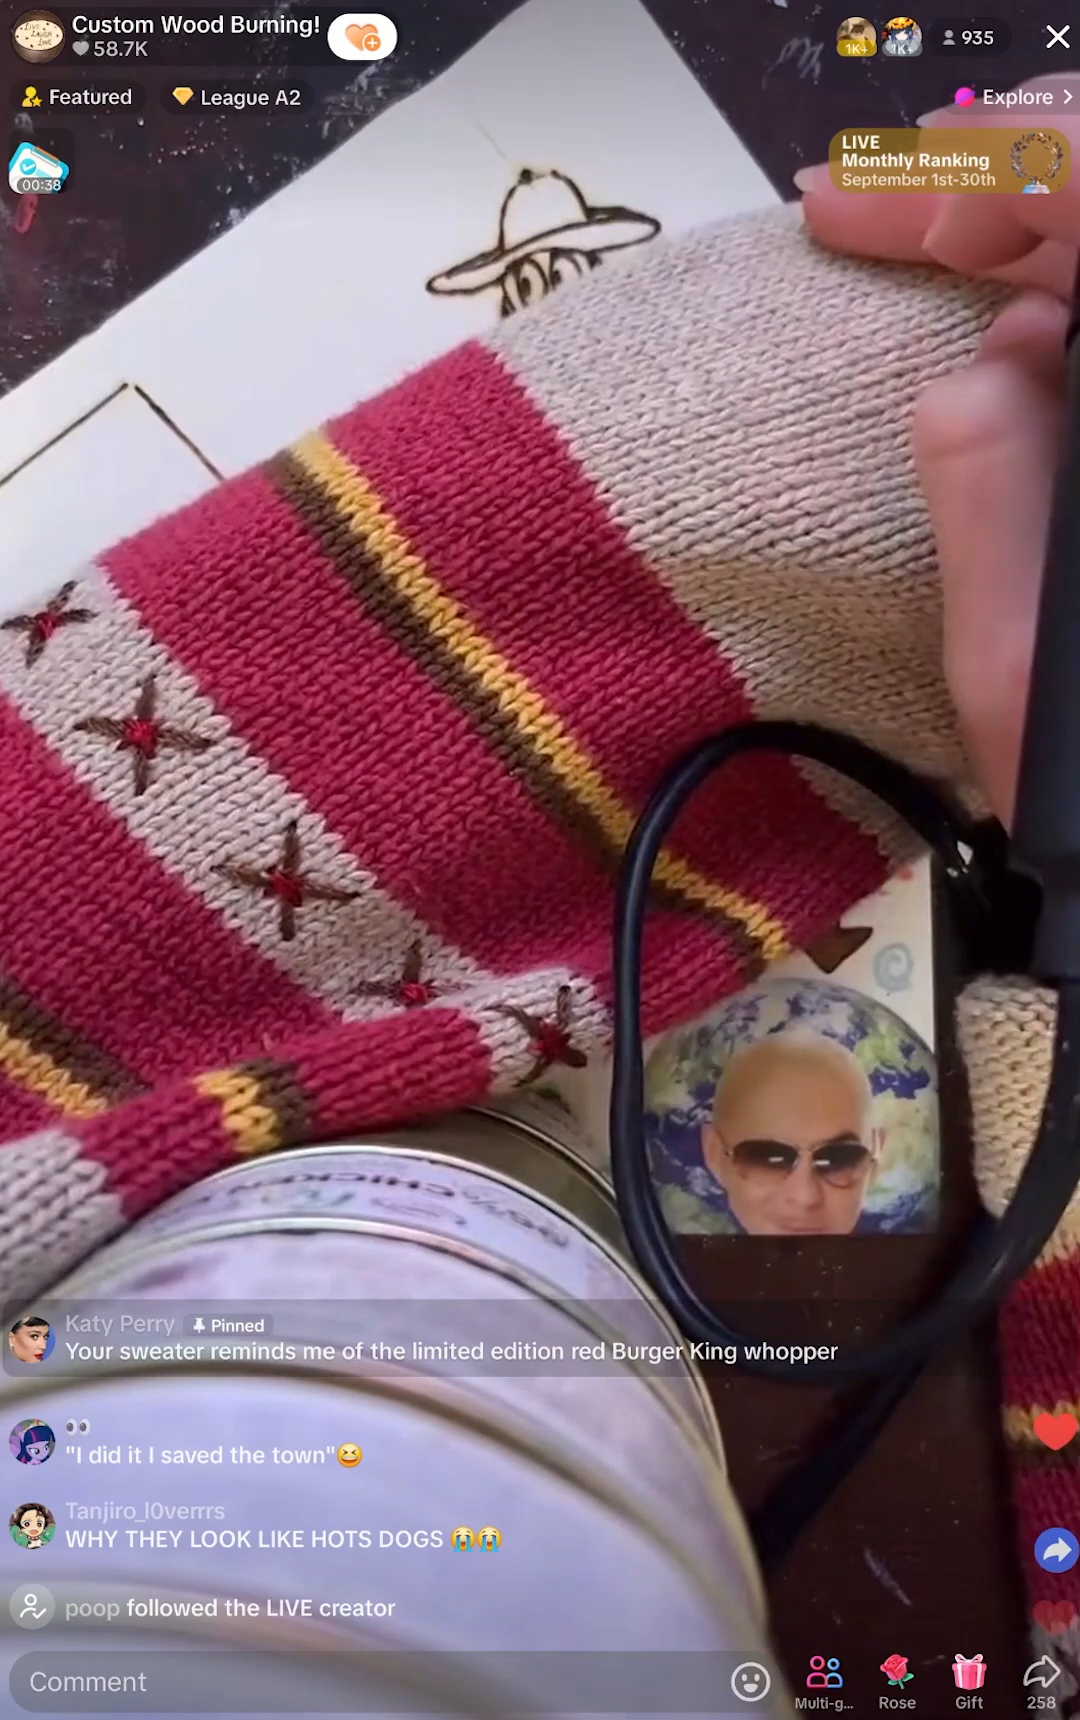 Custom Wood Burning!
58.7K
1K+
1K+
935
Featured
League A2
Explore
00:38
LIVE
Monthly Ranking
September 1st-30th
Katy Perry
Pinned
Your sweater reminds me of the limited edition red Burger King whopper
👀
"I did it I saved the town"😆
Tanjiro_l0verrrs
WHY THEY LOOK LIKE HOTS DOGS 😭😭
poop followed the LIVE creator
Comment
Multi-g...
Rose
Gift
258